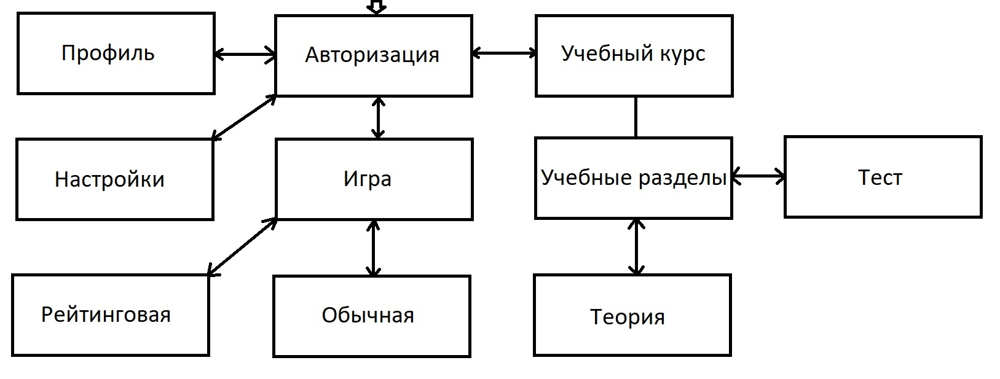 Профиль
Авторизация
Учебный курс
Настройки
Игра
Учебные разделы
Тест
Рейтинговая
Обычная
Теория